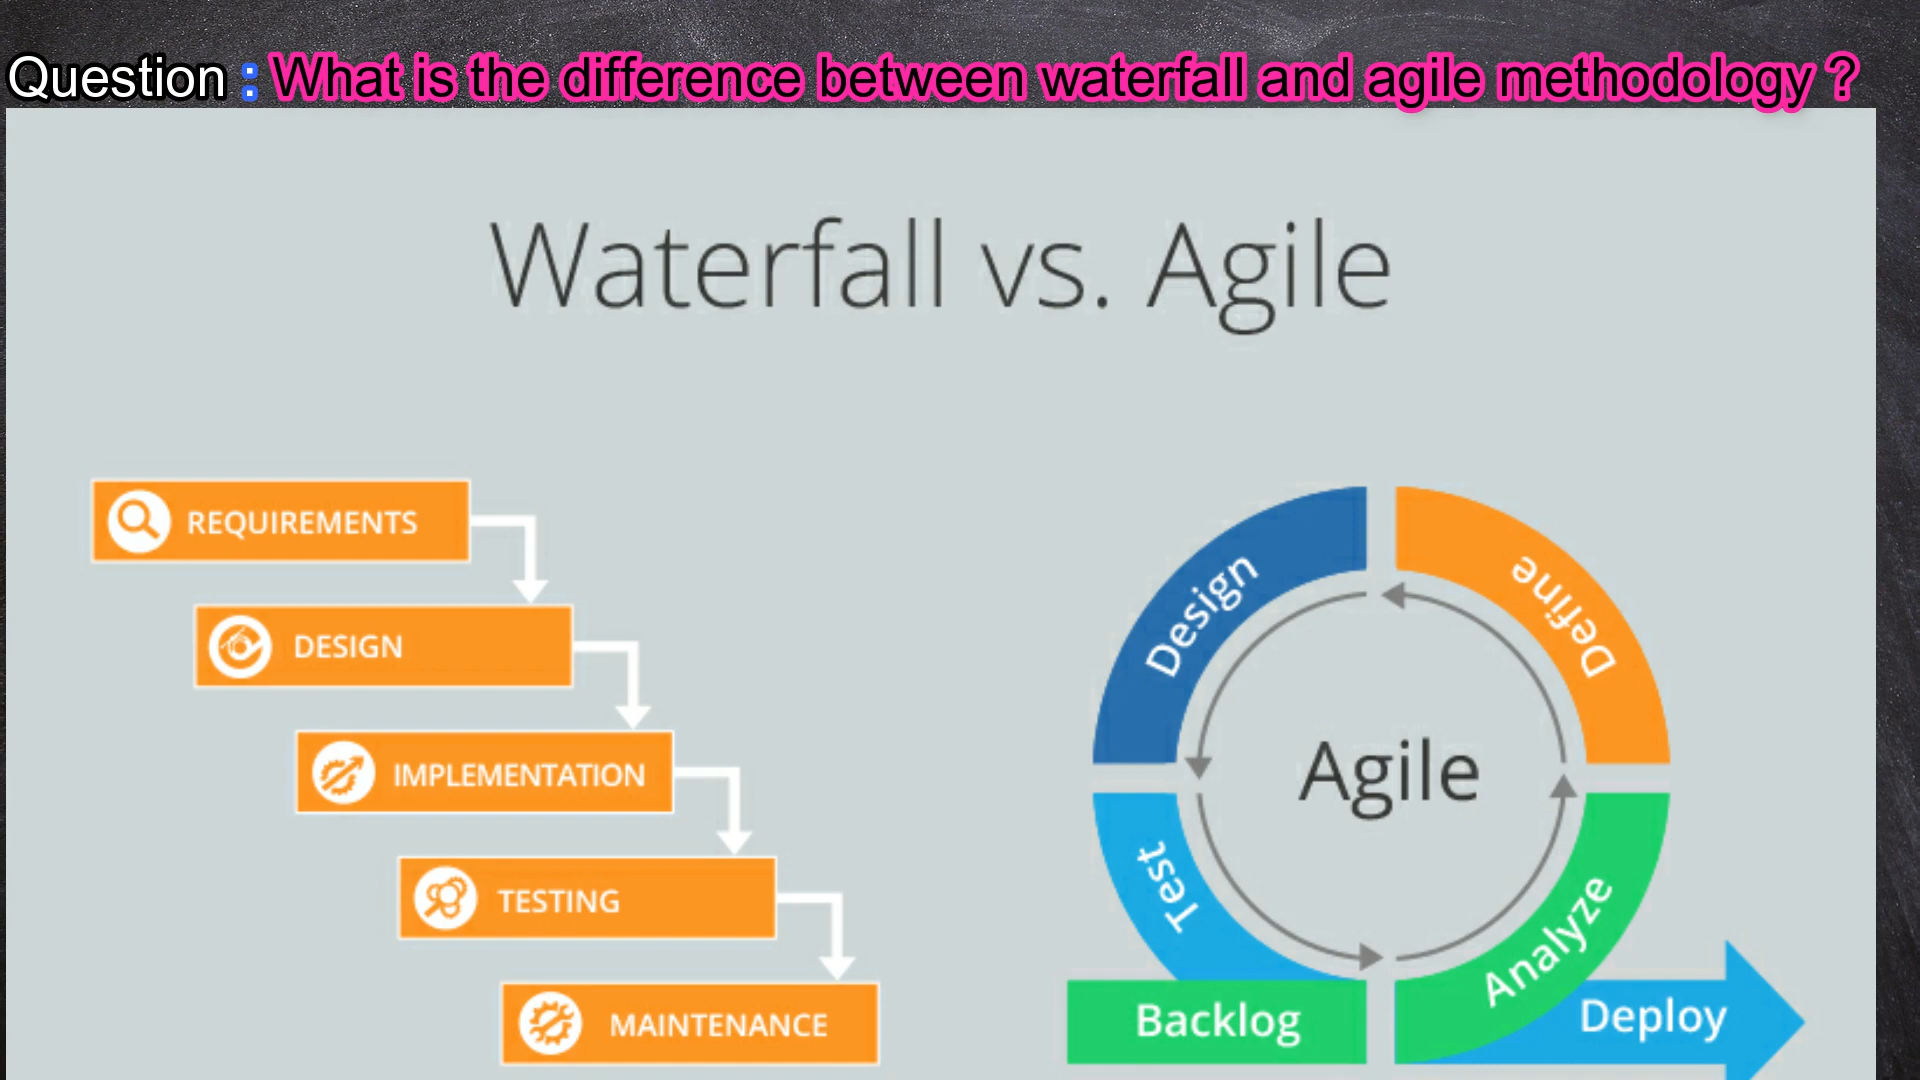 Question : What is the difference between waterfall and agile methodology ?
Waterfall vs. Agile
REQUIREMENTS
DESIGN
IMPLEMENTATION
TESTING
MAINTENANCE
Design
Define
Agile
Test
Analyze
Backlog
Deploy